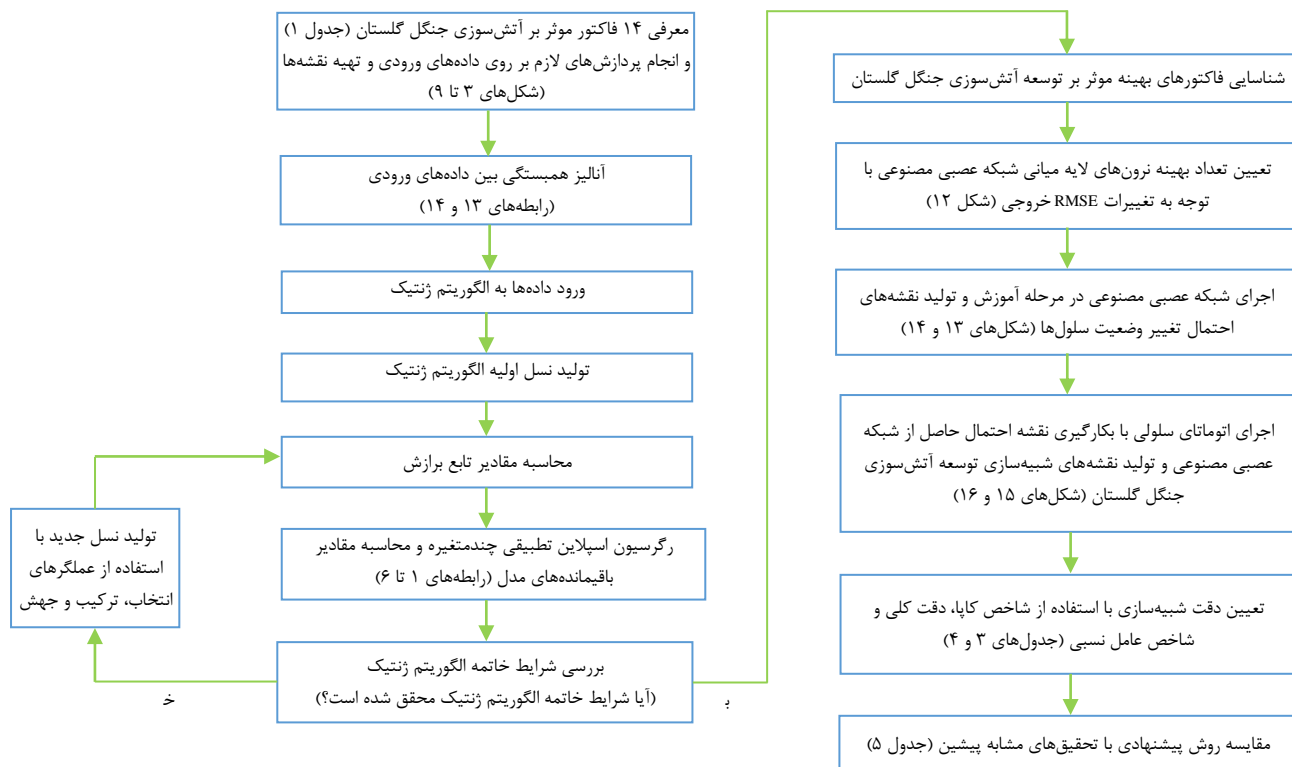 معرفی ۱۴ فاکتور موثر بر آتش‌سوزی جنگل گلستان (جدول ۱)
و انجام پردازش‌های لازم بر روی داده‌های ورودی و تهیه نقشه‌ها
(شکل‌های ۳ تا ۹)
آنالیز همبستگی بین داده‌های ورودی
(رابطه‌های ۱۳ و ۱۴)
ورود داده‌ها به الگوریتم ژنتیک
تولید نسل اولیه الگوریتم ژنتیک
محاسبه مقادیر تابع برازش
رگرسیون اسپلاین تطبیقی چندمتغیره و محاسبه مقادیر
باقیمانده‌های مدل (رابطه‌های ۱ تا ۶)
بررسی شرایط خاتمه الگوریتم ژنتیک
(آیا شرایط خاتمه الگوریتم ژنتیک محقق شده است؟)
خ
تولید نسل جدید با
استفاده از عملگرهای
انتخاب، ترکیب و جهش
ب
شناسایی فاکتورهای بهینه موثر بر توسعه آتش‌سوزی جنگل گلستان
تعیین تعداد بهینه نرون‌های لایه میانی شبکه عصبی مصنوعی با
توجه به تغییرات RMSE خروجی (شکل ۱۲)
اجرای شبکه عصبی مصنوعی در مرحله آموزش و تولید نقشه‌های
احتمال تغییر وضعیت سلول‌ها (شکل‌های ۱۳ و ۱۴)
اجرای اتوماتای سلولی با بکارگیری نقشه احتمال حاصل از شبکه
عصبی مصنوعی و تولید نقشه‌های شبیه‌سازی توسعه آتش‌سوزی
جنگل گلستان (شکل‌های ۱۵ و ۱۶)
تعیین دقت شبیه‌سازی با استفاده از شاخص کاپا، دقت کلی و
شاخص عامل نسبی (جدول‌های ۳ و ۴)
مقایسه روش پیشنهادی با تحقیق‌های مشابه پیشین (جدول ۵)